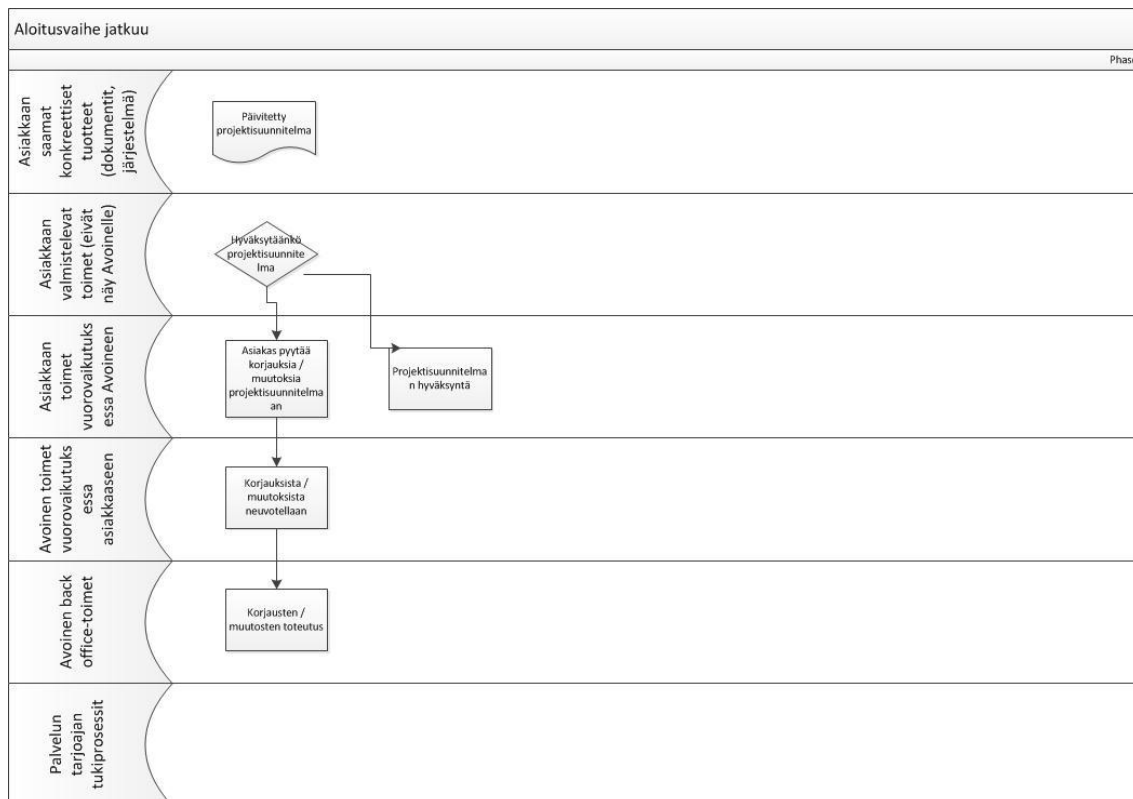 Aloitusvaihe jatkuu
Phase
Asiakkaan
saamat
konkreettiset
tuotteet
(dokumentit,
järjestelmä)
Päivitetty
projektisuunnitelma
Asiakkaan
valmistelevat
toimet (eivät
näy Avoinelle)
Hyväksytäänkö
projektisuunnite
lma
Asiakkaan
toimet
vuorovaikutuks
essa Avoineen
Asiakas pyytää
korjauksia /
muutoksia
projektisuunnitelma
an
Projektisuunnitelma
n hyväksyntä
Avoinen toimet
vuorovaikutuks
essa
asiakkaaseen
Korjauksista /
muutoksista
neuvotellaan
Avoinen back
office-toimet
Korjausten /
muutosten toteutus
Palvelun
tarjoajan
tukiprosessit